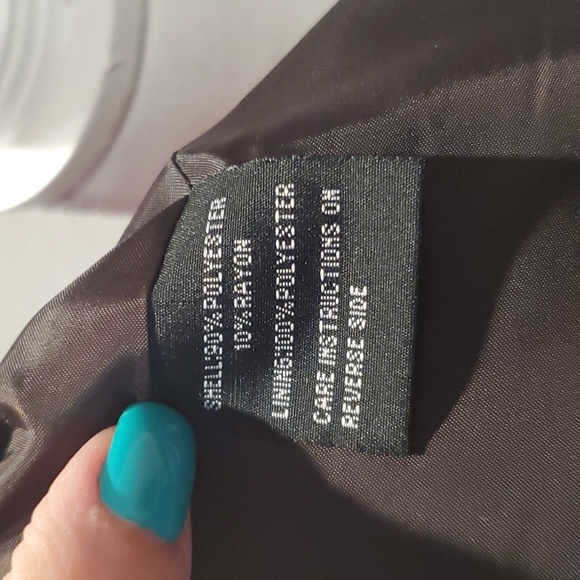 SHELL:90% POLYESTER
10% RAYON
LINING:100% POLYESTER
CARE INSTRUCTIONS ON
REVERSE SIDE